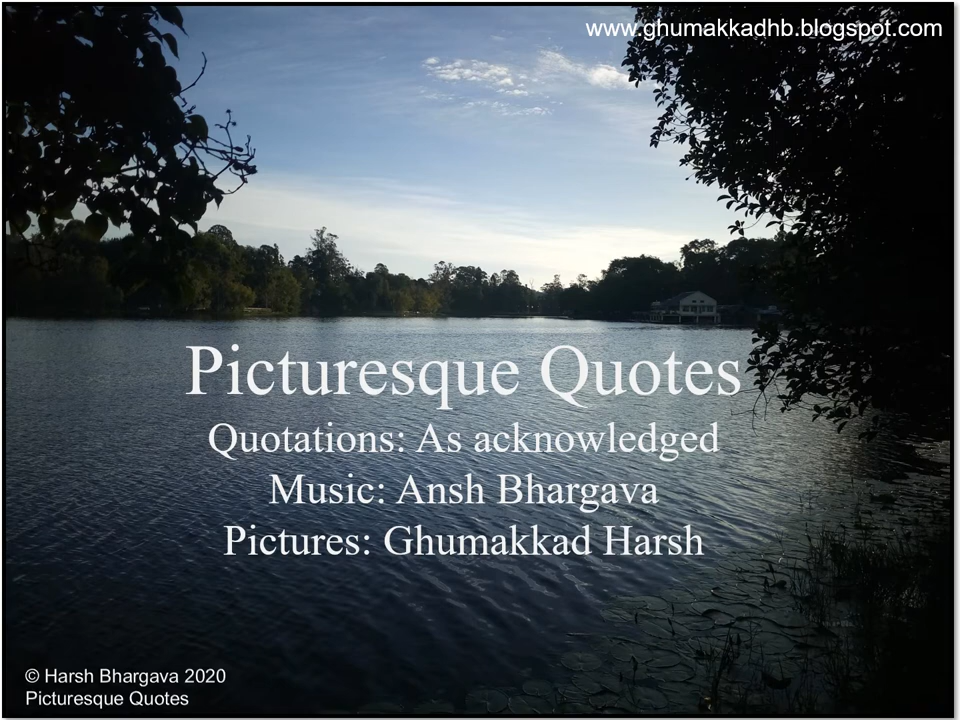 www.ghumakkadhb.blogspot.com
Picturesque Quotes
Quotations: As acknowledged
Music: Ansh Bhargava
Pictures: Ghumakkad Harsh
© Harsh Bhargava 2020
Picturesque Quotes